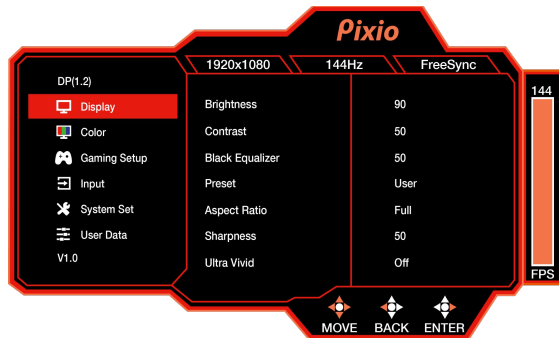 Pixio
1920x1080 144Hz FreeSync
DP(1.2)
Display
Color
Gaming Setup
Input
System Set
User Data
V1.0
Brightness 90
Contrast 50
Black Equalizer 50
Preset User
Aspect Ratio Full
Sharpness 50
Ultra Vivid Off
144
FPS
MOVE BACK ENTER